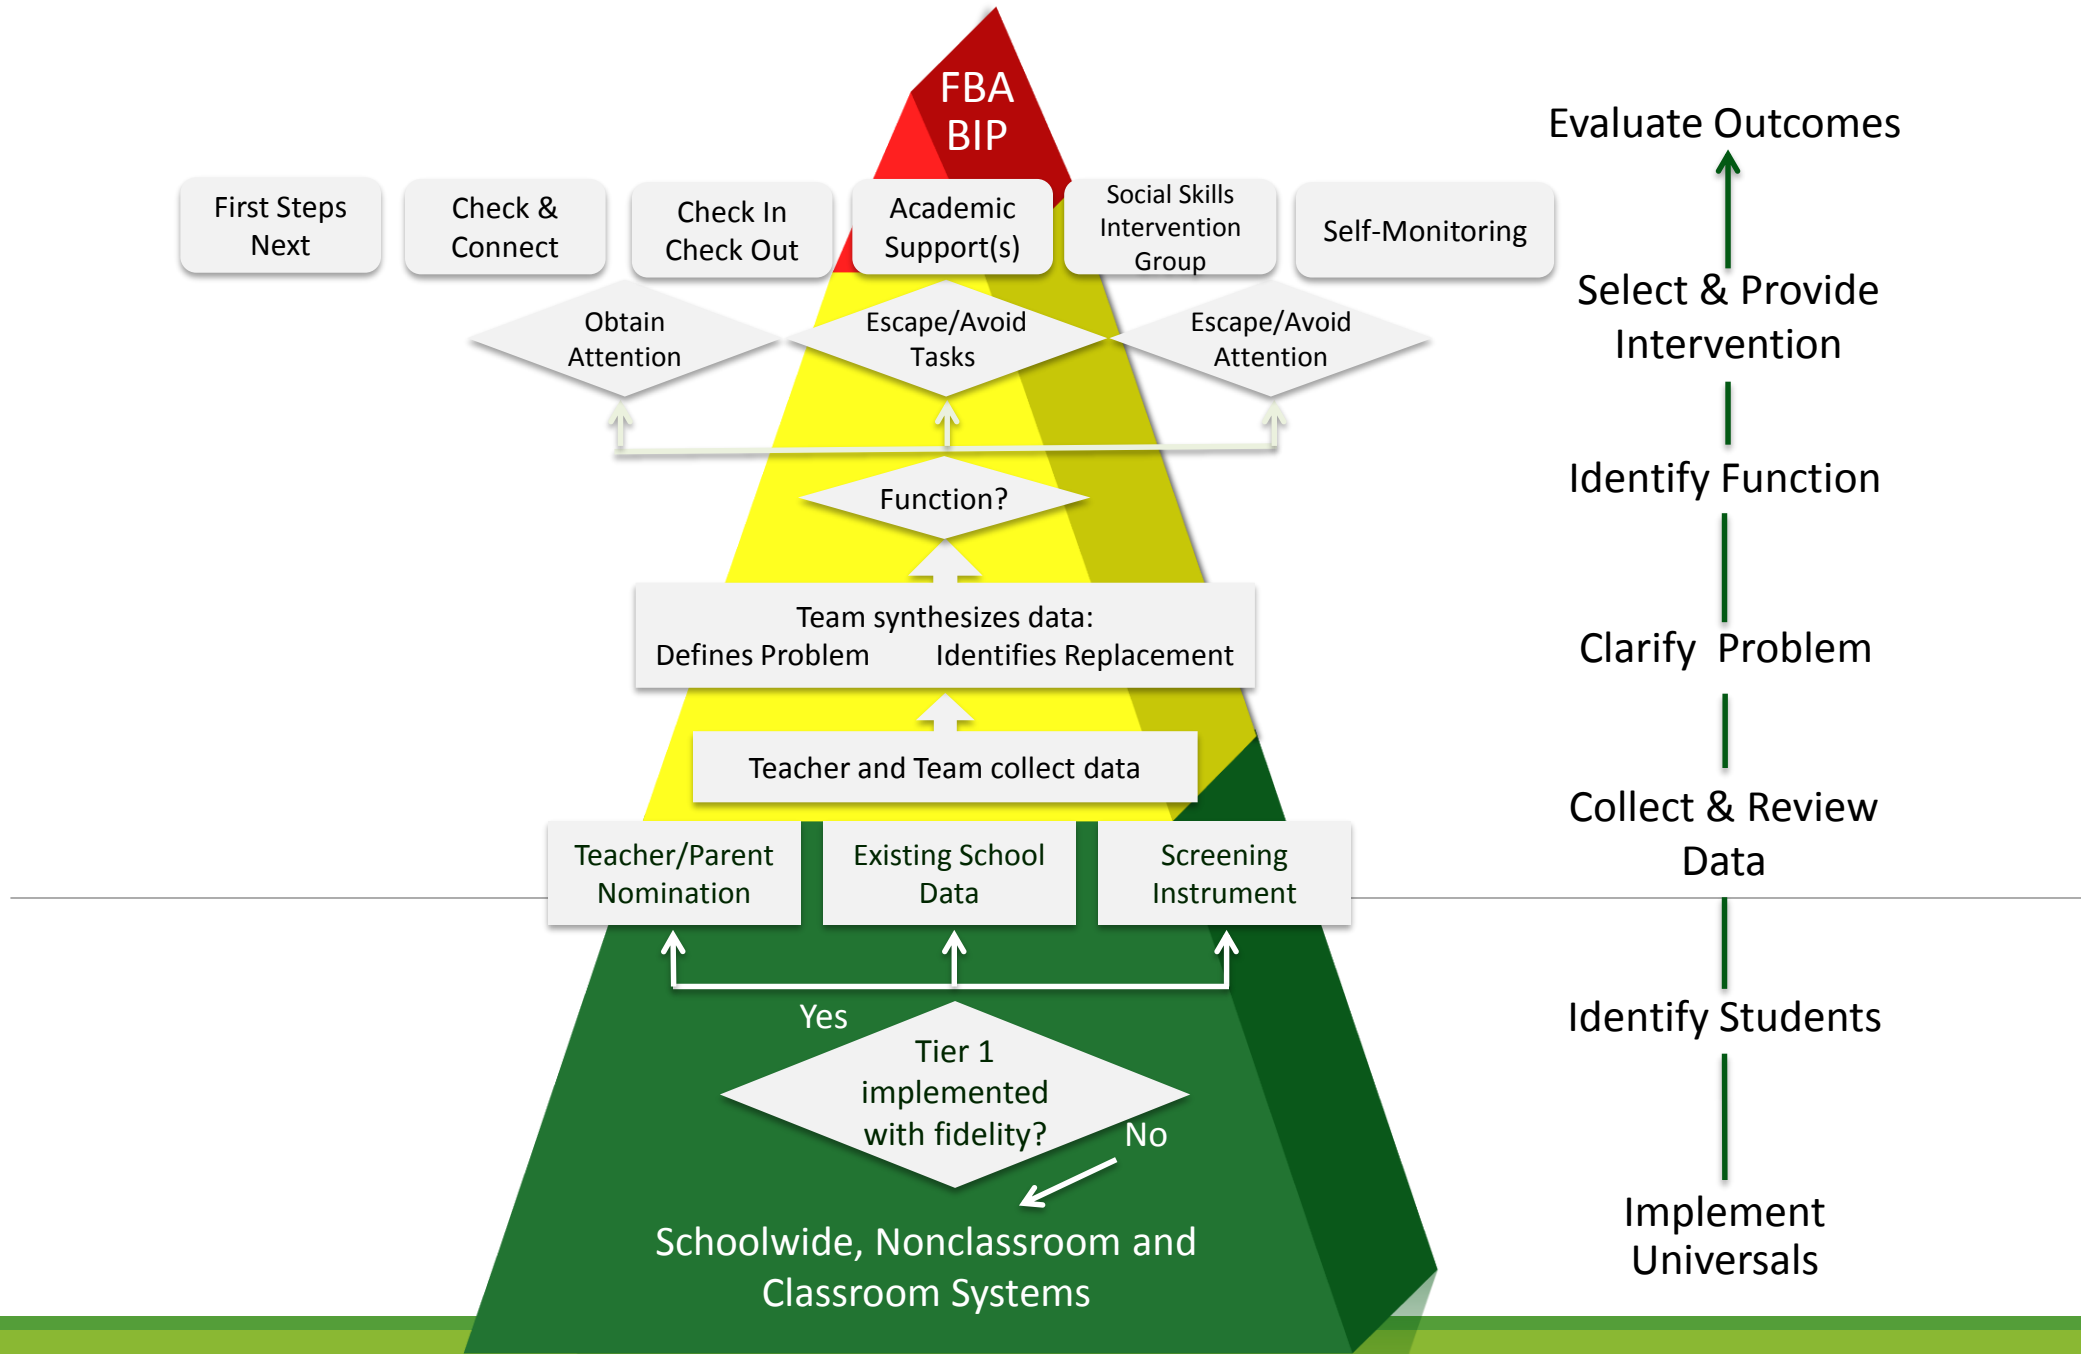 FBA
BIP
Evaluate Outcomes
First Steps
Next
Check &
Connect
Check In
Check Out
Academic
Support(s)
Social Skills
Intervention
Group
Self-Monitoring
Select & Provide
Intervention
Obtain
Attention
Escape/Avoid
Tasks
Escape/Avoid
Attention
Identify Function
Function?
Team synthesizes data:
Defines Problem Identifies Replacement
Clarify Problem
Teacher and Team collect data
Collect & Review
Data
Teacher/Parent
Nomination
Existing School
Data
Screening
Instrument
Yes
Identify Students
Tier 1
implemented
with fidelity?
No
Schoolwide, Nonclassroom and
Classroom Systems
Implement
Universals